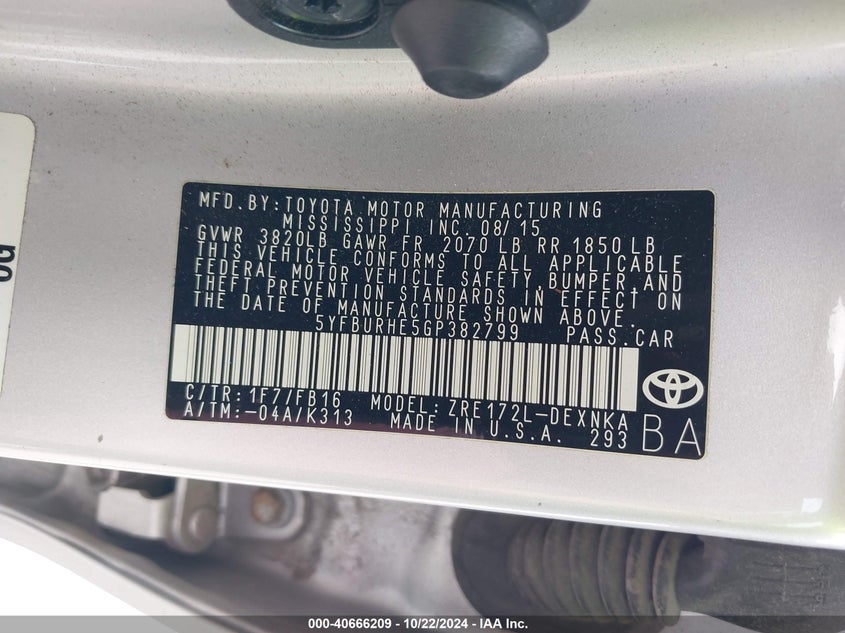 MFD. BY: TOYOTA MOTOR MANUFACTURING
MISSISSIPPI INC. 08/15
GVWR 3820LB GAWR FR 2070 LB RR 1850 LB
THIS VEHICLE CONFORMS TO ALL APPLICABLE
FEDERAL MOTOR VEHICLE SAFETY, BUMPER, AND
THEFT PREVENTION STANDARDS IN EFFECT ON
THE DATE OF MANUFACTURE SHOWN ABOVE.
5YFBURHE5GP382799 PASS. CAR
C/TR: 1F7/FB16 MODEL: ZRE172L-DEXNKA
A/TM: -04A/K313 MADE IN U.S.A. 293
BA
000-40666209 - 10/22/2024 - IAA Inc.